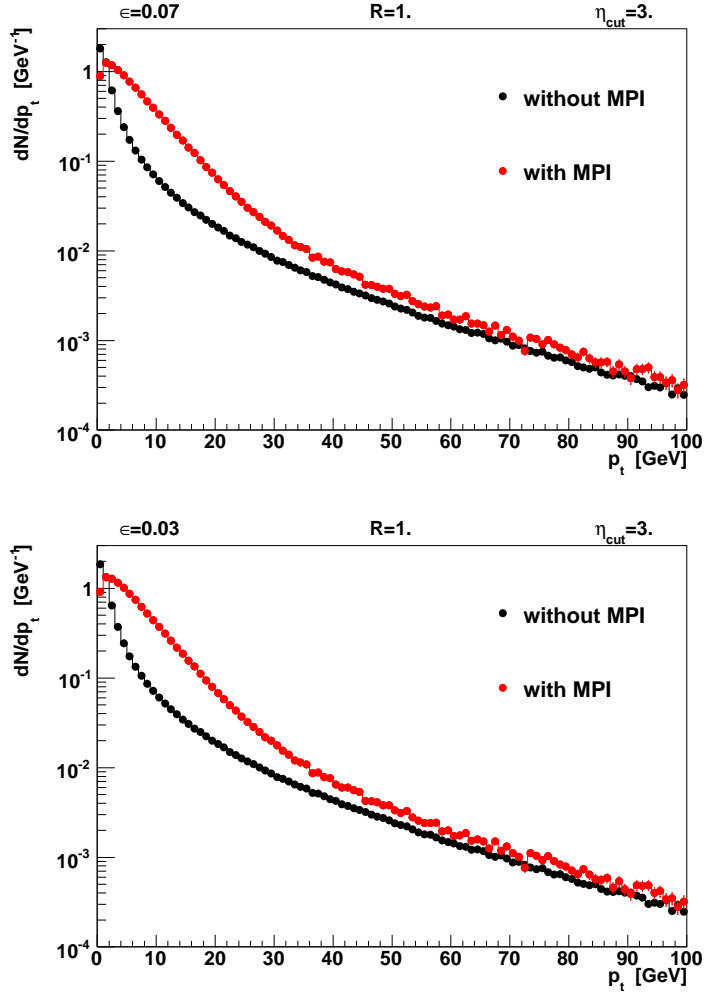 ϵ=0.07 R=1. η_cut=3.
dN/dp_t [GeV⁻¹]
1
10⁻¹
10⁻²
10⁻³
10⁻⁴
without MPI
with MPI
0 10 20 30 40 50 60 70 80 90 100
p_t [GeV]
ϵ=0.03 R=1. η_cut=3.
dN/dp_t [GeV⁻¹]
1
10⁻¹
10⁻²
10⁻³
10⁻⁴
without MPI
with MPI
0 10 20 30 40 50 60 70 80 90 100
p_t [GeV]